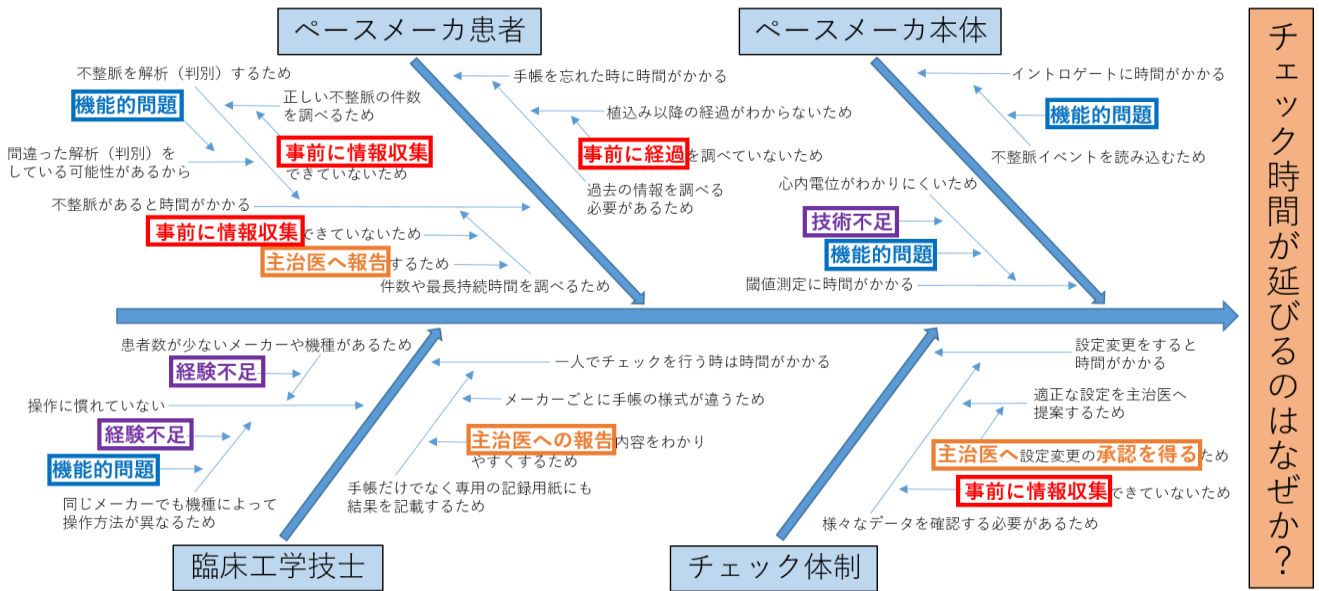 ペースメーカ患者
不整脈を解析（判別）するため
機能的問題
正しい不整脈の件数
を調べるため
事前に情報収集
できていないため
間違った解析（判別）を
している可能性があるから
不整脈があると時間がかかる
事前に情報収集できていないため
主治医へ報告するため
件数や最長持続時間を調べるため
手帳を忘れた時に時間がかかる
植込み以降の経過がわからないため
事前に経過を調べていないため
過去の情報を調べる
必要があるため
ペースメーカ本体
イントロゲートに時間がかかる
機能的問題
不整脈イベントを読み込むため
心内電位がわかりにくいため
技術不足
機能的問題
閾値測定に時間がかかる
チェック時間が延びるのはなぜか？
患者数が少ないメーカーや機種があるため
経験不足
操作に慣れていない
経験不足
機能的問題
同じメーカーでも機種によって
操作方法が異なるため
一人でチェックを行う時は時間がかかる
メーカーごとに手帳の様式が違うため
主治医への報告内容をわかり
やすくするため
手帳だけでなく専用の記録用紙にも
結果を記載するため
臨床工学技士
設定変更をすると
時間がかかる
適正な設定を主治医へ
提案するため
主治医へ設定変更の承認を得るため
事前に情報収集できていないため
様々なデータを確認する必要があるため
チェック体制